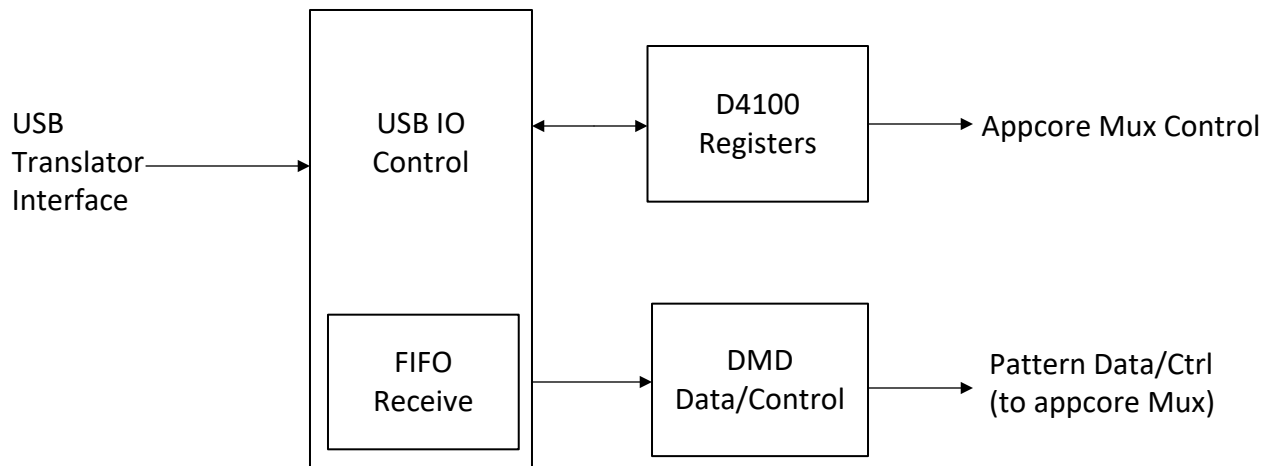 USB
Translator
Interface
USB IO
Control
D4100
Registers
Appcore Mux Control
FIFO
Receive
DMD
Data/Control
Pattern Data/Ctrl
(to appcore Mux)